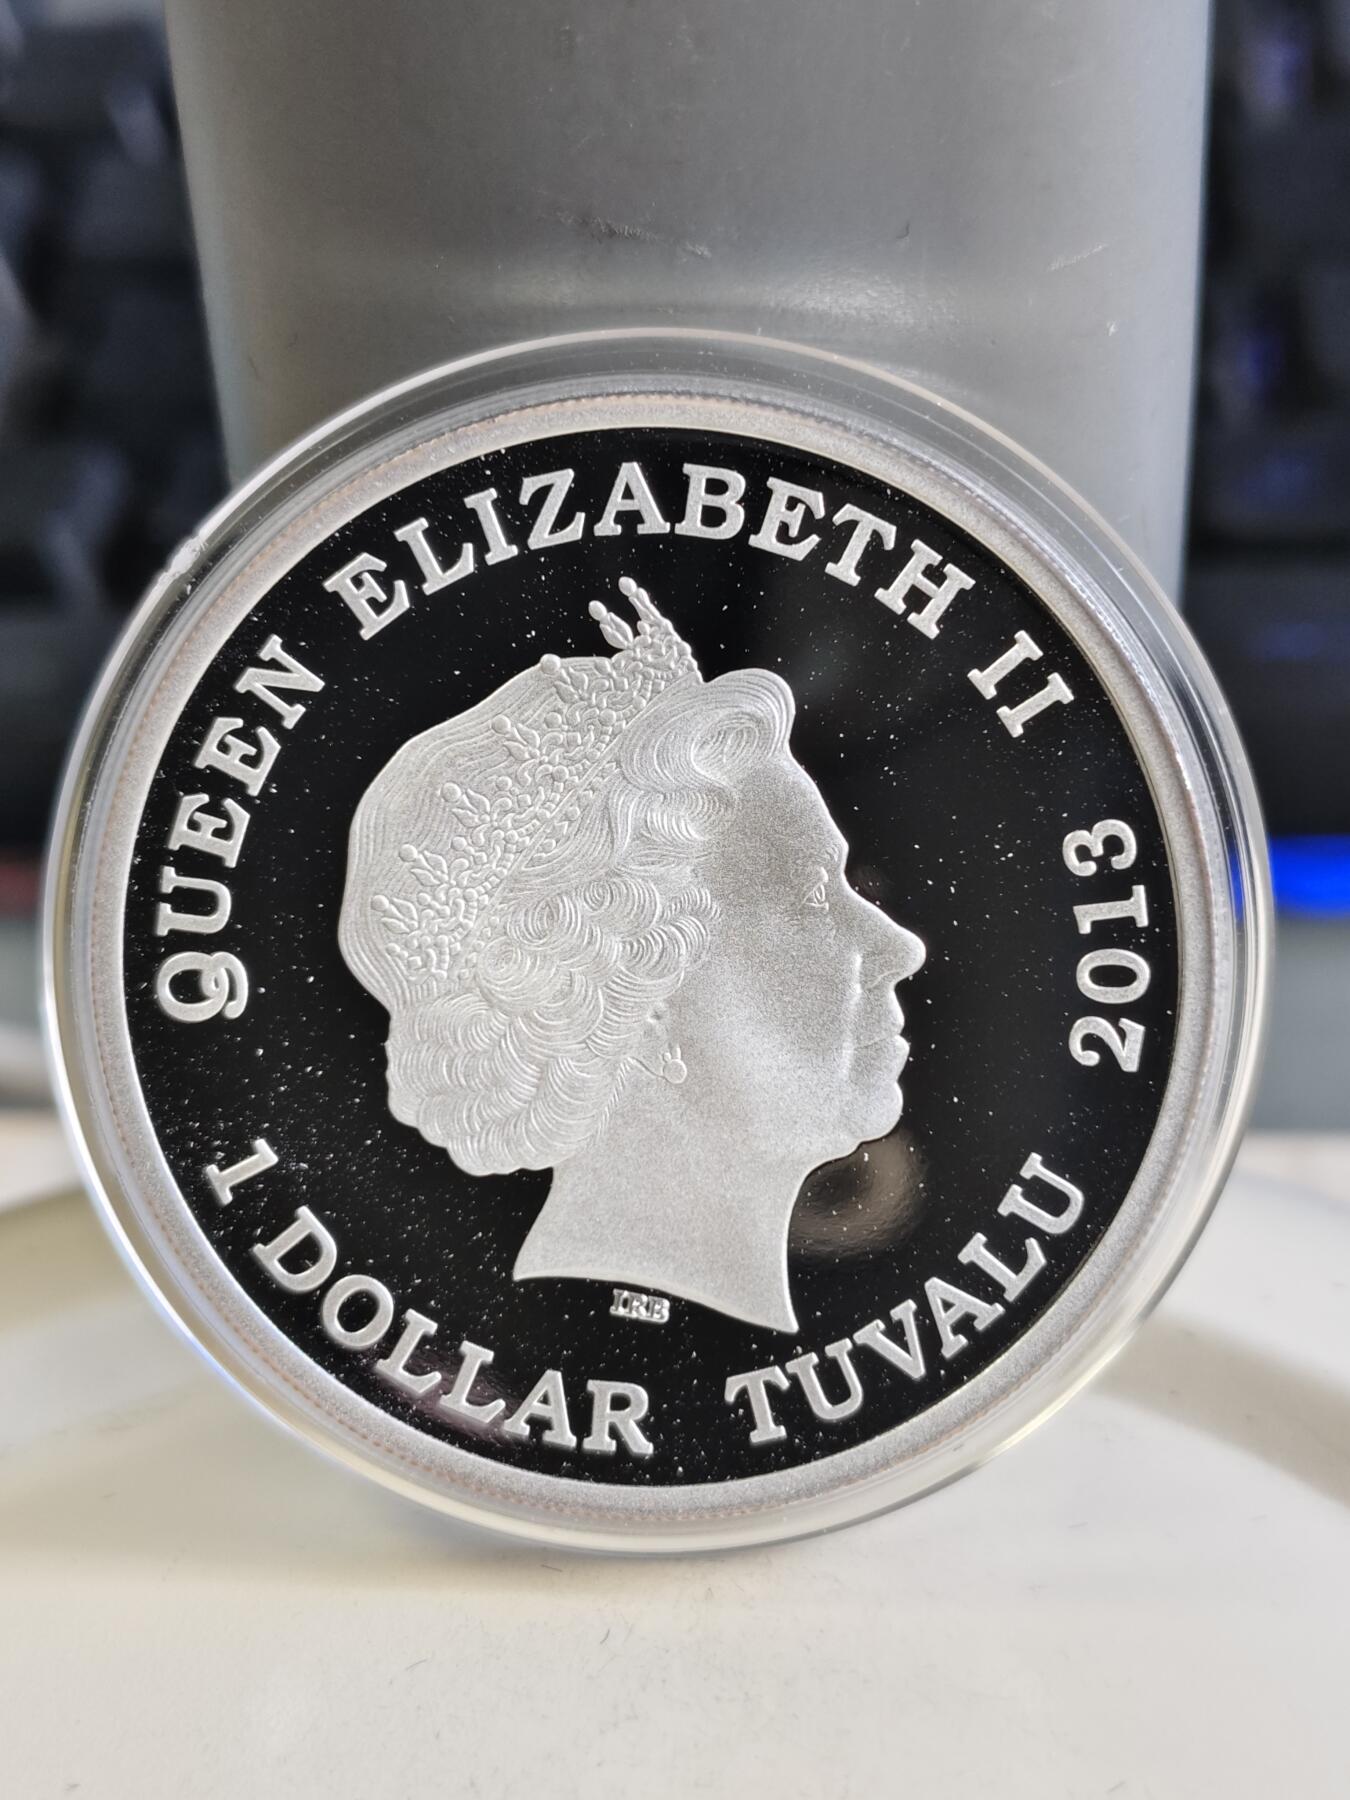 QUEEN ELIZABETH II 2013
1 DOLLAR TUVALU
IRB